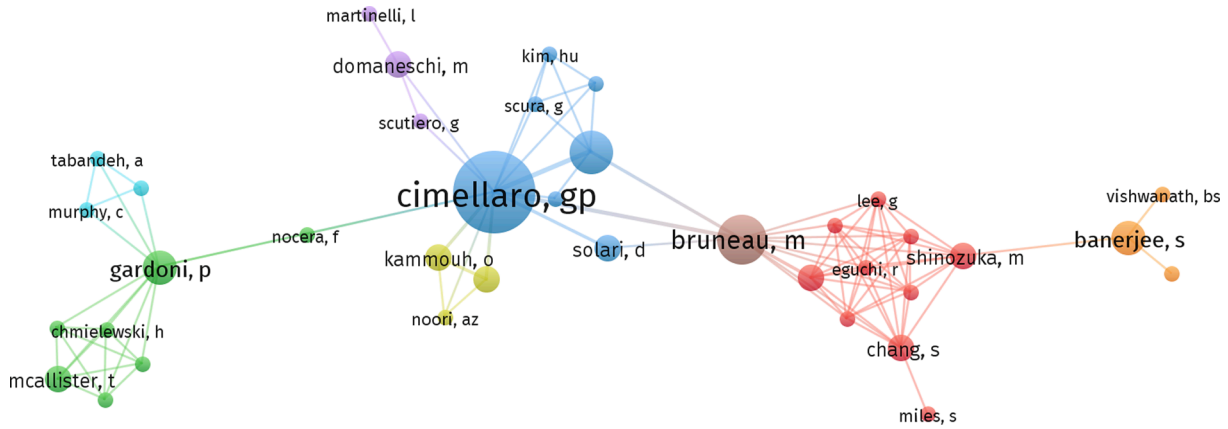 martinelli, l
domaneschi, m
kim, hu
scura, g
scutiero, g
tabandeh, a
murphy, c
cimellaro, gp
vishwanath, bs
lee, g
nocera, f
solari, d
bruneau, m
banerjee, s
gardoni, p
kammouh, o
eguchi, r
shinozuka, m
noori, az
chmielewski, h
chang, s
mcallister, t
miles, s